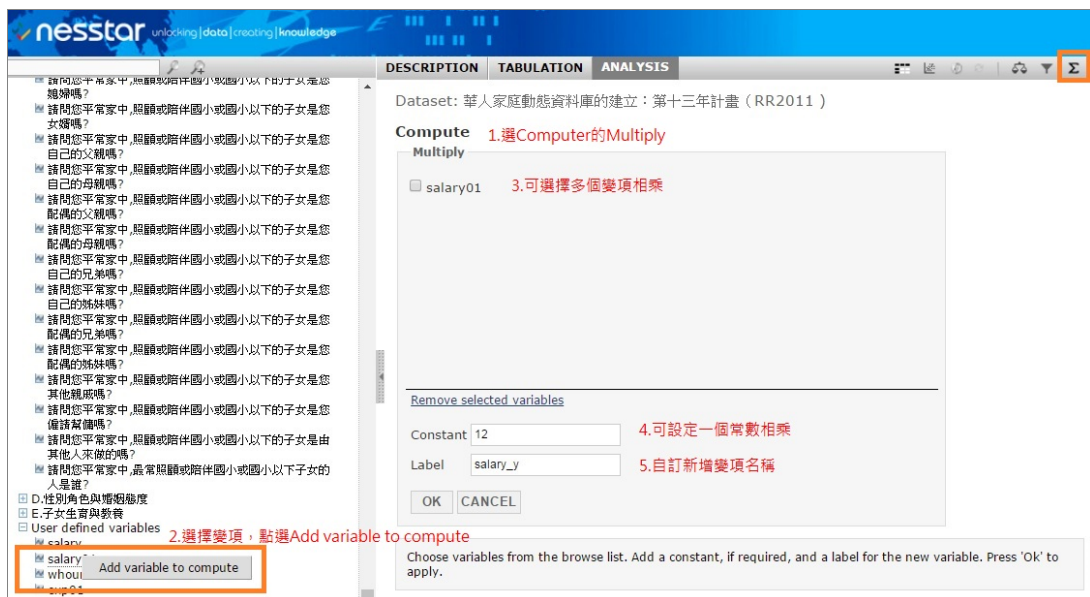 nesstar unlocking|data|creating|knowledge
DESCRIPTION TABULATION ANALYSIS
請問您平常家中,照顧或陪伴國小或國小以下的子女是您
媳婦嗎?
請問您平常家中,照顧或陪伴國小或國小以下的子女是您
女婿嗎?
請問您平常家中,照顧或陪伴國小或國小以下的子女是您
自己的父親嗎?
請問您平常家中,照顧或陪伴國小或國小以下的子女是您
自己的母親嗎?
請問您平常家中,照顧或陪伴國小或國小以下的子女是您
配偶的父親嗎?
請問您平常家中,照顧或陪伴國小或國小以下的子女是您
配偶的母親嗎?
請問您平常家中,照顧或陪伴國小或國小以下的子女是您
自己的兄弟嗎?
請問您平常家中,照顧或陪伴國小或國小以下的子女是您
自己的姊妹嗎?
請問您平常家中,照顧或陪伴國小或國小以下的子女是您
配偶的兄弟嗎?
請問您平常家中,照顧或陪伴國小或國小以下的子女是您
配偶的姊妹嗎?
請問您平常家中,照顧或陪伴國小或國小以下的子女是您
其他親戚嗎?
請問您平常家中,照顧或陪伴國小或國小以下的子女是您
僱請幫傭嗎?
請問您平常家中,照顧或陪伴國小或國小以下的子女是由
其他人來做的嗎?
請問您平常家中,最常照顧或陪伴國小或國小以下子女的
人是誰?
D.性別角色與婚姻態度
E.子女生育與教養
User defined variables
salary
salary
whour
exp01
Add variable to compute
2.選擇變項,點選Add variable to compute
Dataset: 華人家庭動態資料庫的建立:第十三年計畫(RR2011 )
Compute
1.選Computer的Multiply
Multiply
salary01
3.可選擇多個變項相乘
Remove selected variables
Constant 12
4.可設定一個常數相乘
Label salary_y
5.自訂新增變項名稱
OK CANCEL
Choose variables from the browse list. Add a constant, if required, and a label for the new variable. Press 'Ok' to
apply.
Σ